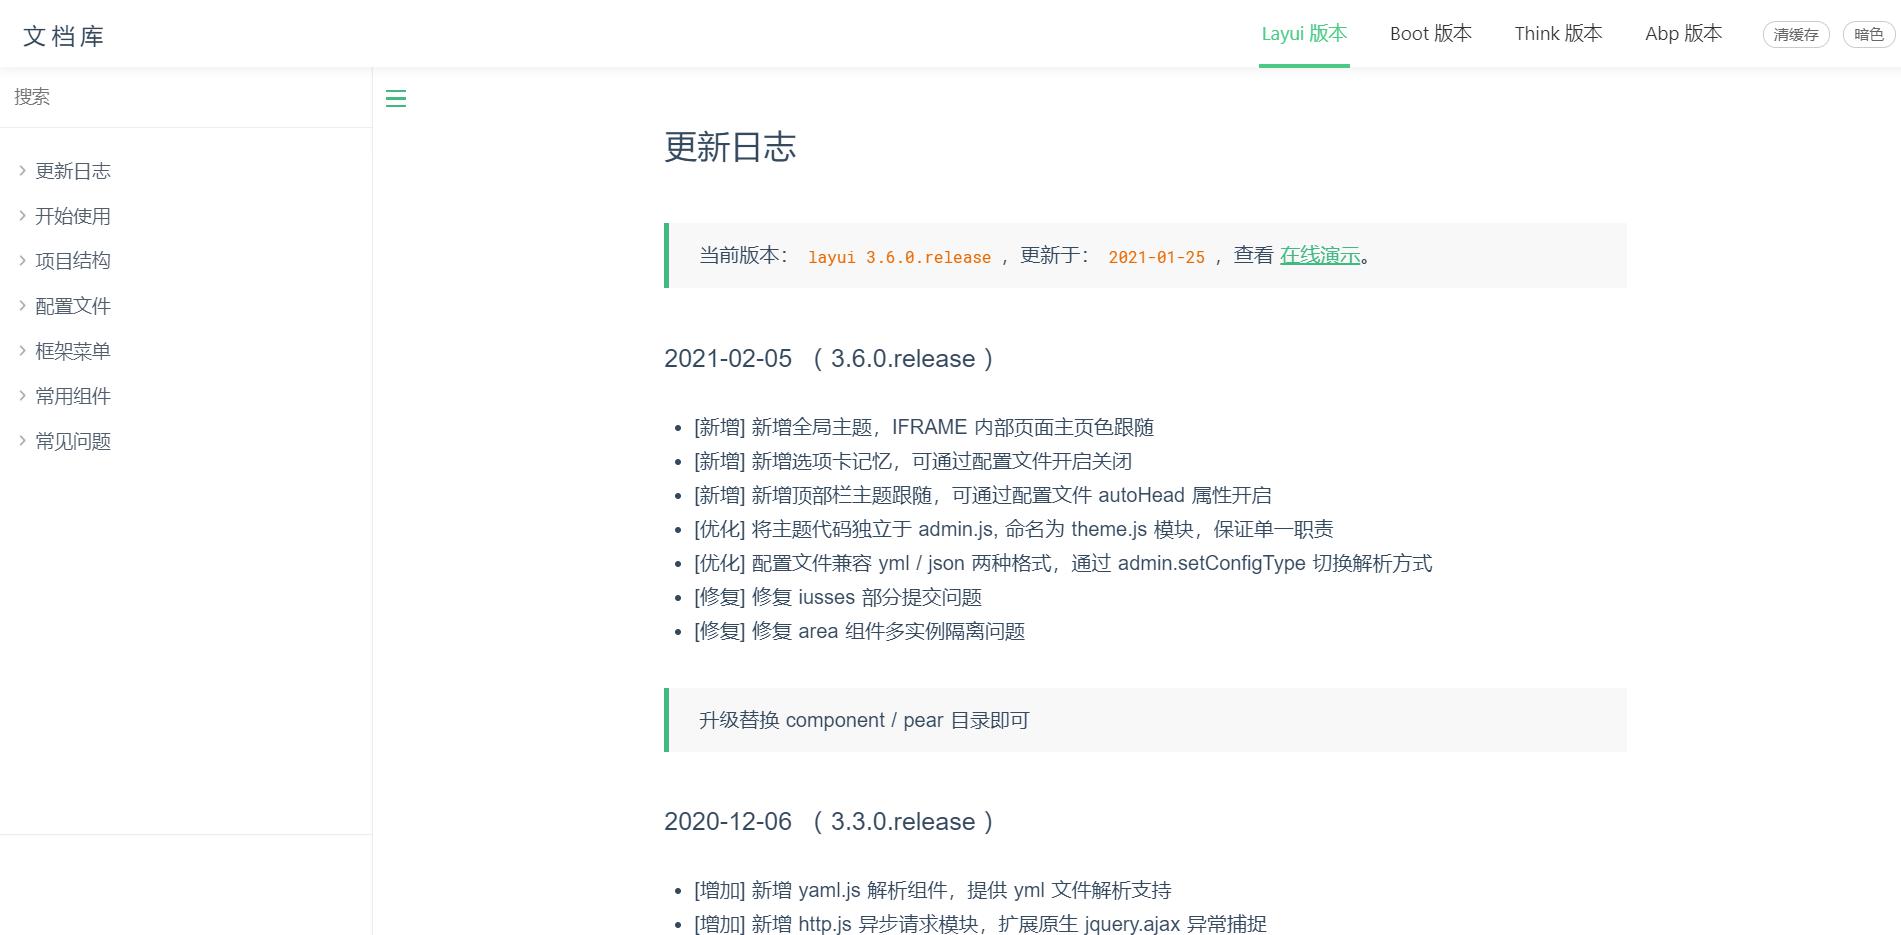 文档库
Layui 版本 Boot 版本 Think 版本 Abp 版本 清缓存 暗色
搜索
更新日志
开始使用
项目结构
配置文件
框架菜单
常用组件
常见问题
更新日志
当前版本： layui 3.6.0.release ，更新于： 2021-01-25 ，查看 在线演示。
2021-02-05 （ 3.6.0.release ）
• [新增] 新增全局主题，IFRAME 内部页面主页色跟随
• [新增] 新增选项卡记忆，可通过配置文件开启关闭
• [新增] 新增顶部栏主题跟随，可通过配置文件 autoHead 属性开启
• [优化] 将主题代码独立于 admin.js, 命名为 theme.js 模块，保证单一职责
• [优化] 配置文件兼容 yml / json 两种格式，通过 admin.setConfigType 切换解析方式
• [修复] 修复 iusses 部分提交问题
• [修复] 修复 area 组件多实例隔离问题
升级替换 component / pear 目录即可
2020-12-06 （ 3.3.0.release ）
• [增加] 新增 yaml.js 解析组件，提供 yml 文件解析支持
• [增加] 新增 http.js 异步请求模块，扩展原生 jquery.ajax 异常捕捉